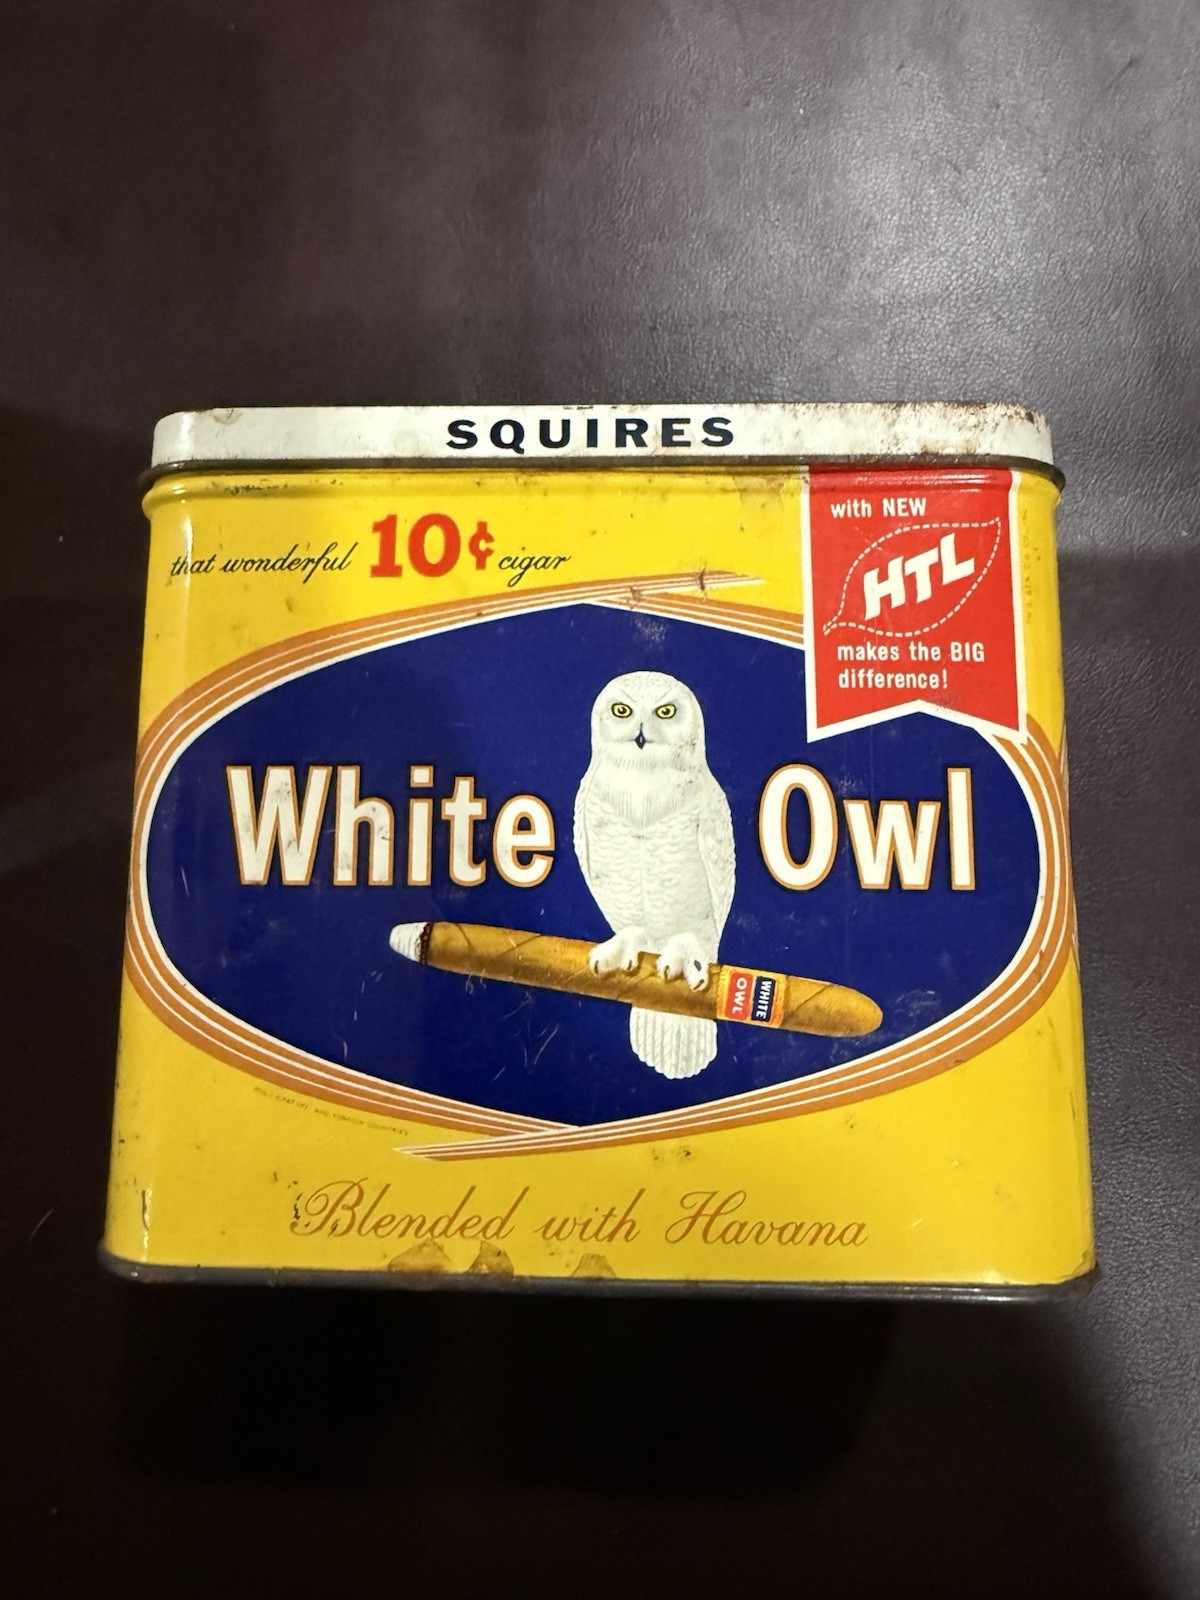 SQUIRES
that wonderful 10¢ cigar
with NEW
HTL
makes the BIG
difference!
White Owl
WHITE
OWL
Blended with Havana